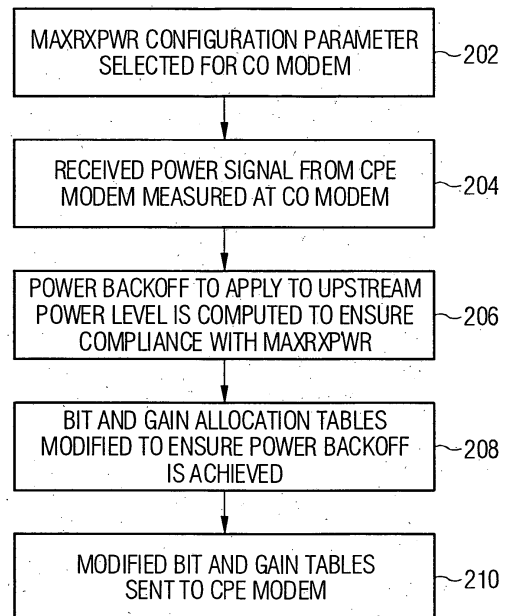 MAXRXPWR CONFIGURATION PARAMETER
SELECTED FOR CO MODEM
202
RECEIVED POWER SIGNAL FROM CPE
MODEM MEASURED AT CO MODEM
204
POWER BACKOFF TO APPLY TO UPSTREAM
POWER LEVEL IS COMPUTED TO ENSURE
COMPLIANCE WITH MAXRXPWR
206
BIT AND GAIN ALLOCATION TABLES
MODIFIED TO ENSURE POWER BACKOFF
IS ACHIEVED
208
MODIFIED BIT AND GAIN TABLES
SENT TO CPE MODEM
210